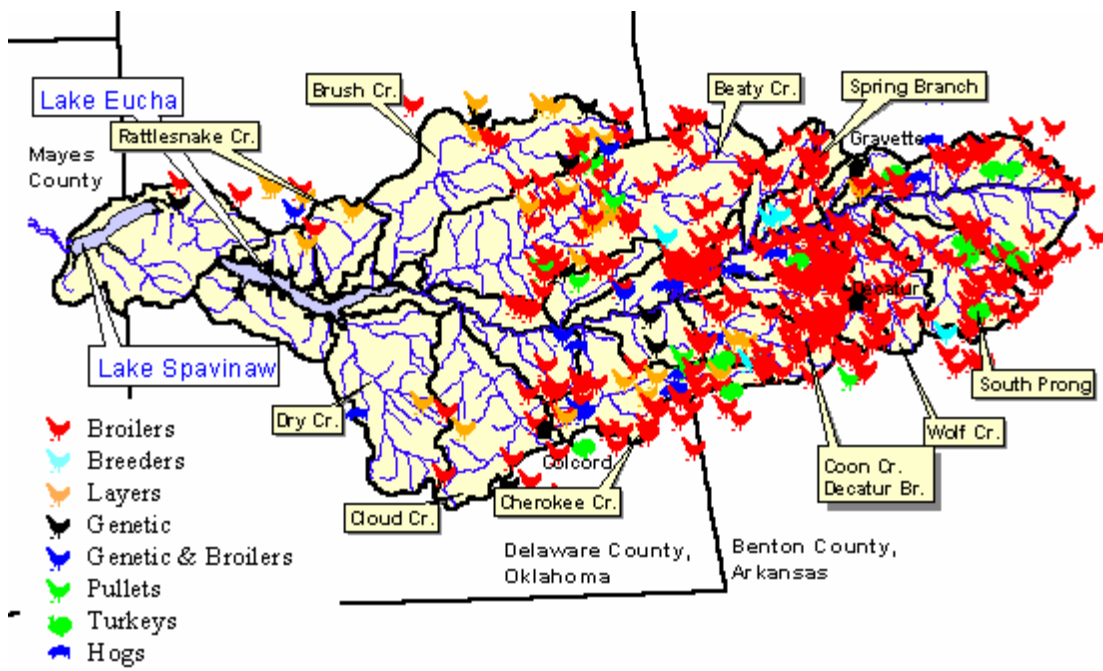 Brush Cr.
Beaty Cr.
Spring Branch
Lake Eucha
Rattlesnake Cr.
Gravette
Mayes
County
Decatur
Lake Spavinaw
South Prong
Dry Cr.
Wolf Cr.
Colcord
Coon Cr.
Decatur Br.
Cherokee Cr.
Cloud Cr.
Delaware County,
Oklahoma
Benton County,
Arkansas
Broilers
Breeders
Layers
Genetic
Genetic & Broilers
Pullets
Turkeys
Hogs